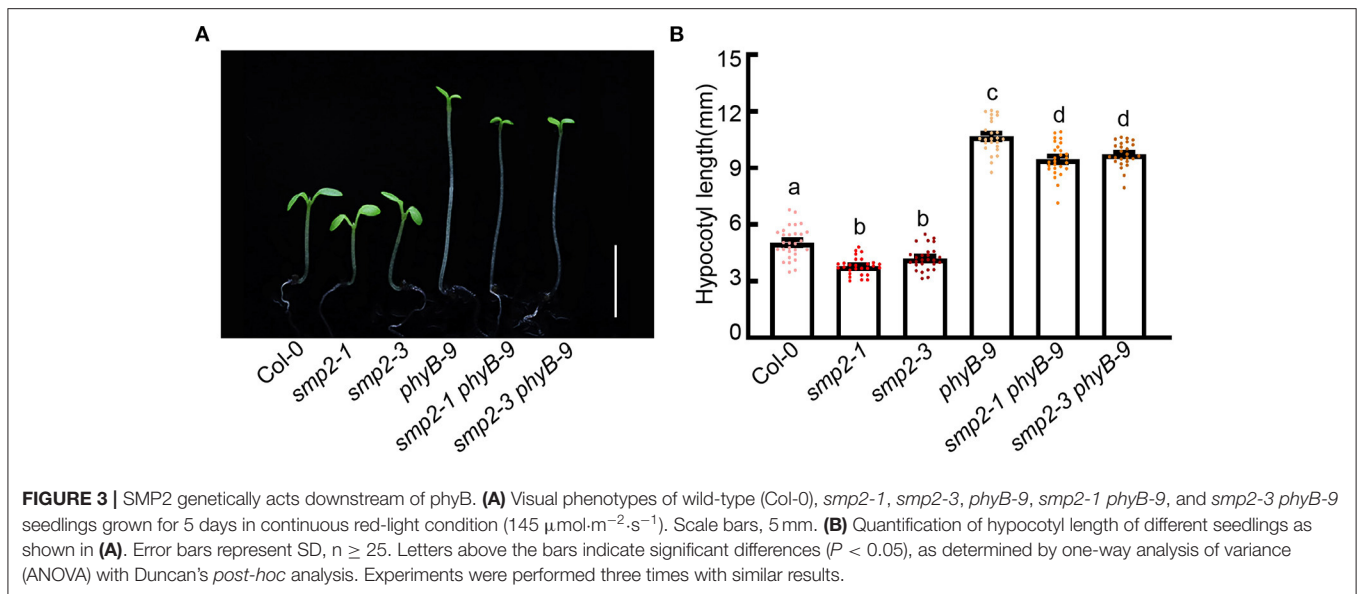 A
Col-0
smp2-1
smp2-3
phyB-9
smp2-1 phyB-9
smp2-3 phyB-9
B
Hypocotyl length(mm)
15
12
9
6
3
0
a
b
b
c
d
d
Col-0
smp2-1
smp2-3
phyB-9
smp2-1 phyB-9
smp2-3 phyB-9
FIGURE 3 | SMP2 genetically acts downstream of phyB. (A) Visual phenotypes of wild-type (Col-0), smp2-1, smp2-3, phyB-9, smp2-1 phyB-9, and smp2-3 phyB-9
seedlings grown for 5 days in continuous red-light condition (145 μmol·m⁻²·s⁻¹). Scale bars, 5 mm. (B) Quantification of hypocotyl length of different seedlings as
shown in (A). Error bars represent SD, n ≥ 25. Letters above the bars indicate significant differences (P < 0.05), as determined by one-way analysis of variance
(ANOVA) with Duncan's post-hoc analysis. Experiments were performed three times with similar results.